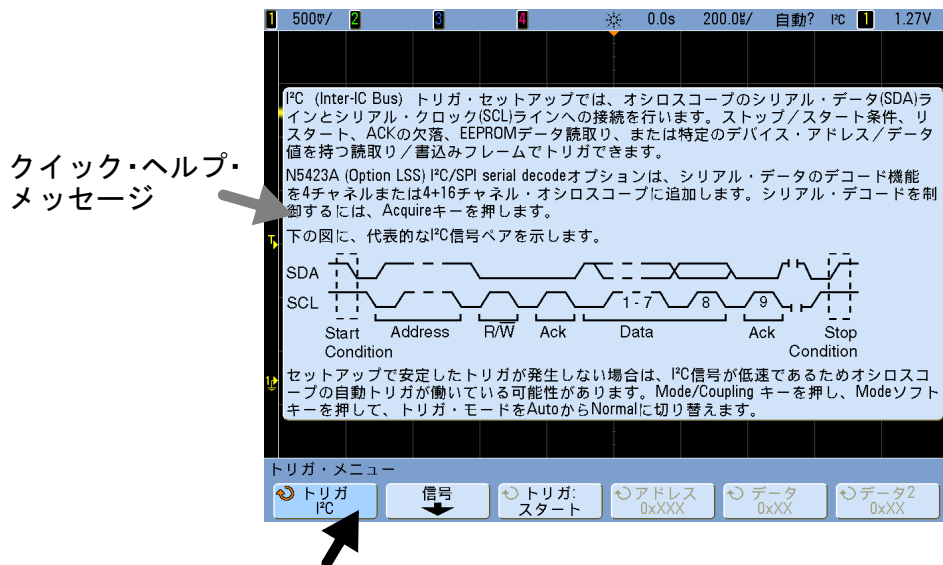 1 500▿/ 2 3 4 0.0s 200.0␣/ 自動? I²C 1 1.27V
I²C (Inter-IC Bus) トリガ・セットアップでは、オシロスコープのシリアル・データ(SDA)ラ
インとシリアル・クロック(SCL)ラインへの接続を行います。ストップ/スタート条件、リ
スタート、ACKの欠落、EEPROMデータ読取り、または特定のデバイス・アドレス/データ
値を持つ読取り/書込みフレームでトリガできます。
クイック・ヘルプ・
メッセージ
N5423A (Option LSS) I²C/SPI serial decodeオプションは、シリアル・データのデコード機能
を4チャネルまたは4+16チャネル・オシロスコープに追加します。シリアル・デコードを制
御するには、Acquireキーを押します。
T
下の図に、代表的なI²C信号ペアを示します。
SDA
SCL 1 - 7 8 9
Start Address R/W̅ Ack Data Ack Stop
Condition Condition
1
セットアップで安定したトリガが発生しない場合は、I²C信号が低速であるためオシロスコ
ープの自動トリガが働いている可能性があります。Mode/Coupling キーを押し、Modeソフト
キーを押して、トリガ・モードをAutoからNormalに切り替えます。
トリガ・メニュー
トリガ 信号 トリガ: アドレス データ データ2
I²C スタート 0xXXX 0xXX 0xXX